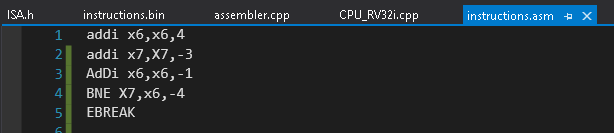 ISA.h instructions.bin assembler.cpp CPU_RV32i.cpp instructions.asm
1 addi x6,x6,4
2 addi x7,X7,-3
3 AdDi x6,x6,-1
4 BNE X7,x6,-4
5 EBREAK
6